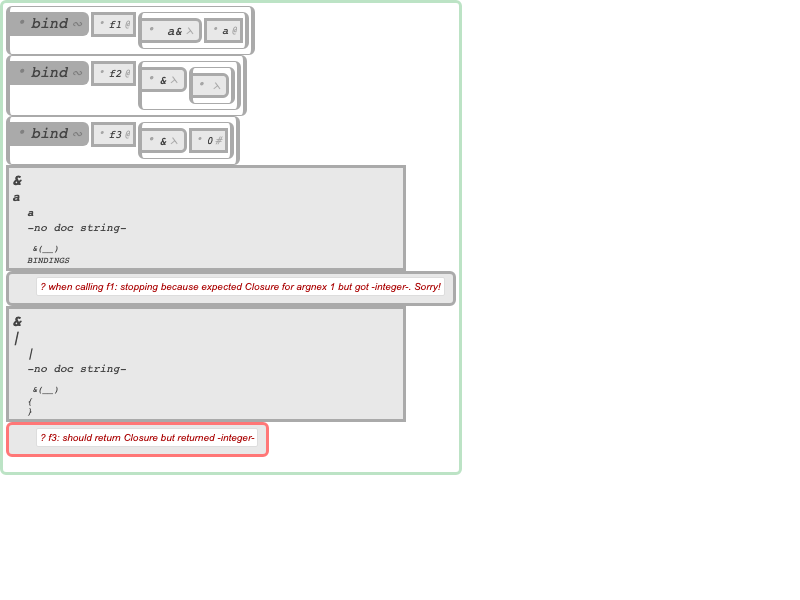 * bind ∾ * f1 @ * a& λ * a @
* bind ∾ * f2 @ * & λ * λ
* bind ∾ * f3 @ * & λ * 0 #
&
a
a
-no doc string-
&(__)
BINDINGS
? when calling f1: stopping because expected Closure for argnex 1 but got -integer-. Sorry!
&
|
|
-no doc string-
&(__)
{
}
? f3: should return Closure but returned -integer-